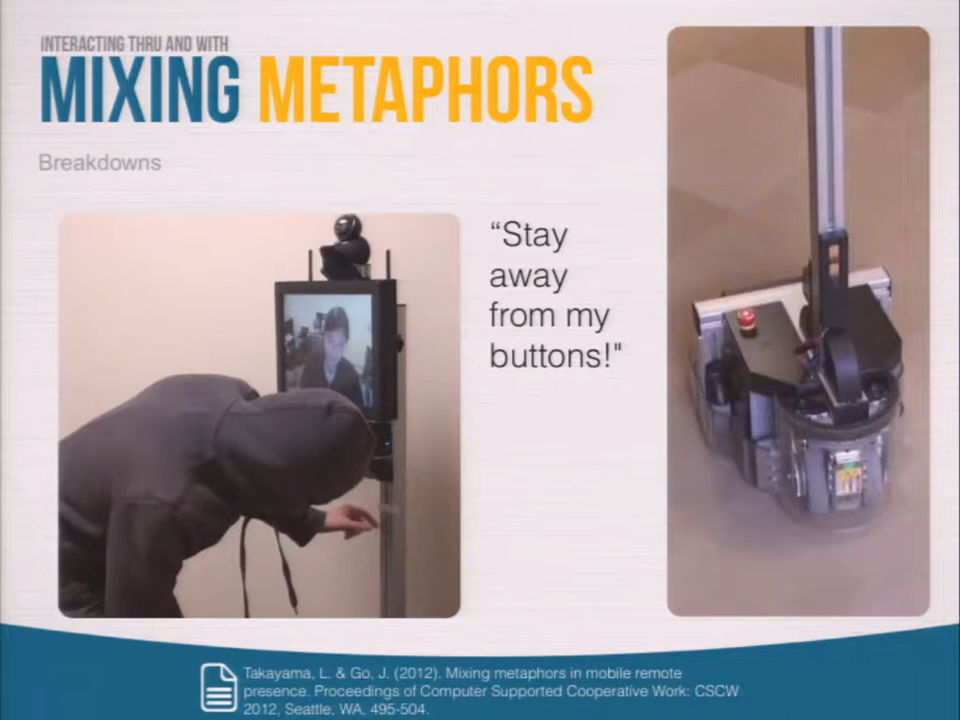 INTERACTING THRU AND WITH
MIXING METAPHORS
Breakdowns
“Stay
away
from my
buttons!"
Takayama, L. & Go, J. (2012). Mixing metaphors in mobile remote
presence. Proceedings of Computer Supported Cooperative Work: CSCW
2012, Seattle, WA, 495-504.